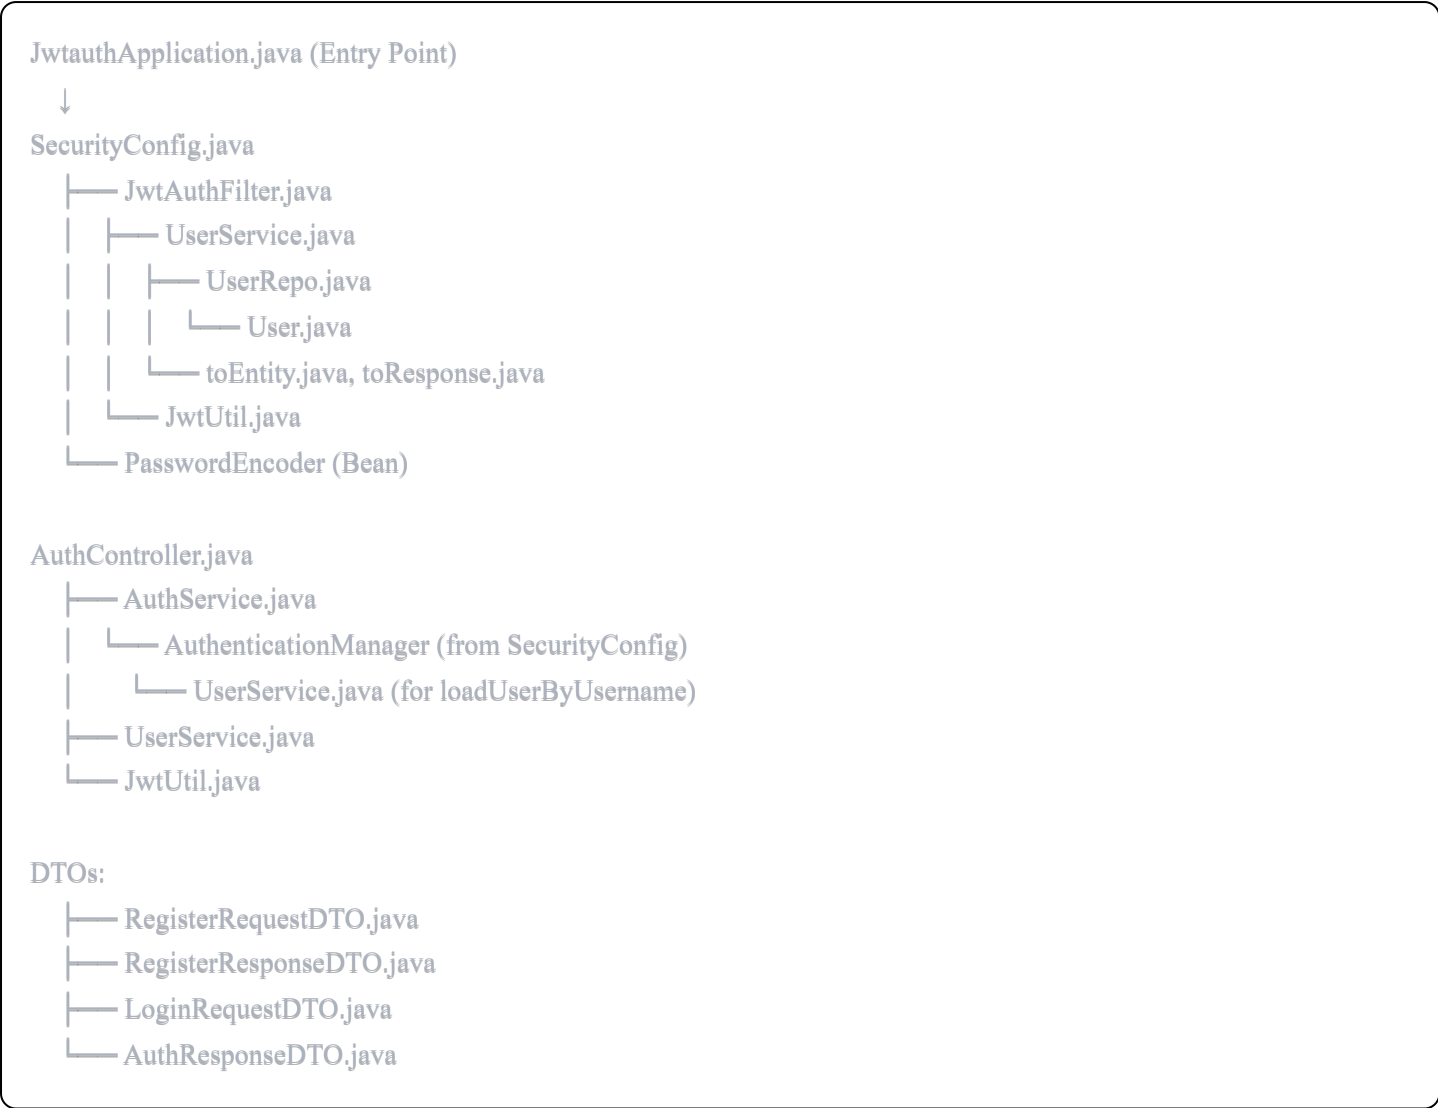 JwtauthApplication.java (Entry Point)
↓
SecurityConfig.java
├── JwtAuthFilter.java
│ ├── UserService.java
│ │ ├── UserRepo.java
│ │ │ └── User.java
│ │ └── toEntity.java, toResponse.java
│ └── JwtUtil.java
└── PasswordEncoder (Bean)
AuthController.java
├── AuthService.java
│ └── AuthenticationManager (from SecurityConfig)
│ └── UserService.java (for loadUserByUsername)
├── UserService.java
└── JwtUtil.java
DTOs:
├── RegisterRequestDTO.java
├── RegisterResponseDTO.java
├── LoginRequestDTO.java
└── AuthResponseDTO.java